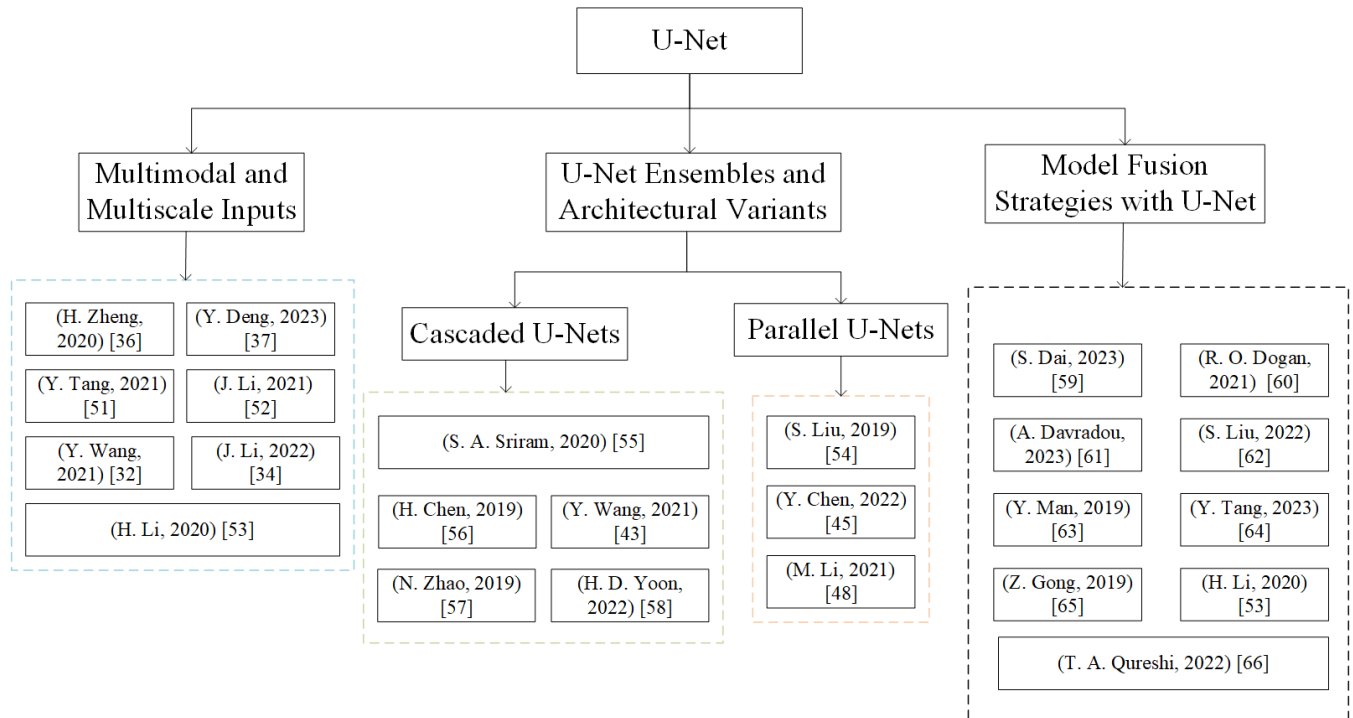 U-Net
Multimodal and
Multiscale Inputs
U-Net Ensembles and
Architectural Variants
Model Fusion
Strategies with U-Net
(H. Zheng,
2020) [36]
(Y. Deng, 2023)
[37]
(Y. Tang, 2021)
[51]
(J. Li, 2021)
[52]
(Y. Wang,
2021) [32]
(J. Li, 2022)
[34]
(H. Li, 2020) [53]
Cascaded U-Nets
Parallel U-Nets
(S. A. Sriram, 2020) [55]
(H. Chen, 2019)
[56]
(Y. Wang, 2021)
[43]
(N. Zhao, 2019)
[57]
(H. D. Yoon,
2022) [58]
(S. Liu, 2019)
[54]
(Y. Chen, 2022)
[45]
(M. Li, 2021)
[48]
(S. Dai, 2023)
[59]
(R. O. Dogan,
2021) [60]
(A. Davradou,
2023) [61]
(S. Liu, 2022)
[62]
(Y. Man, 2019)
[63]
(Y. Tang, 2023)
[64]
(Z. Gong, 2019)
[65]
(H. Li, 2020)
[53]
(T. A. Qureshi, 2022) [66]